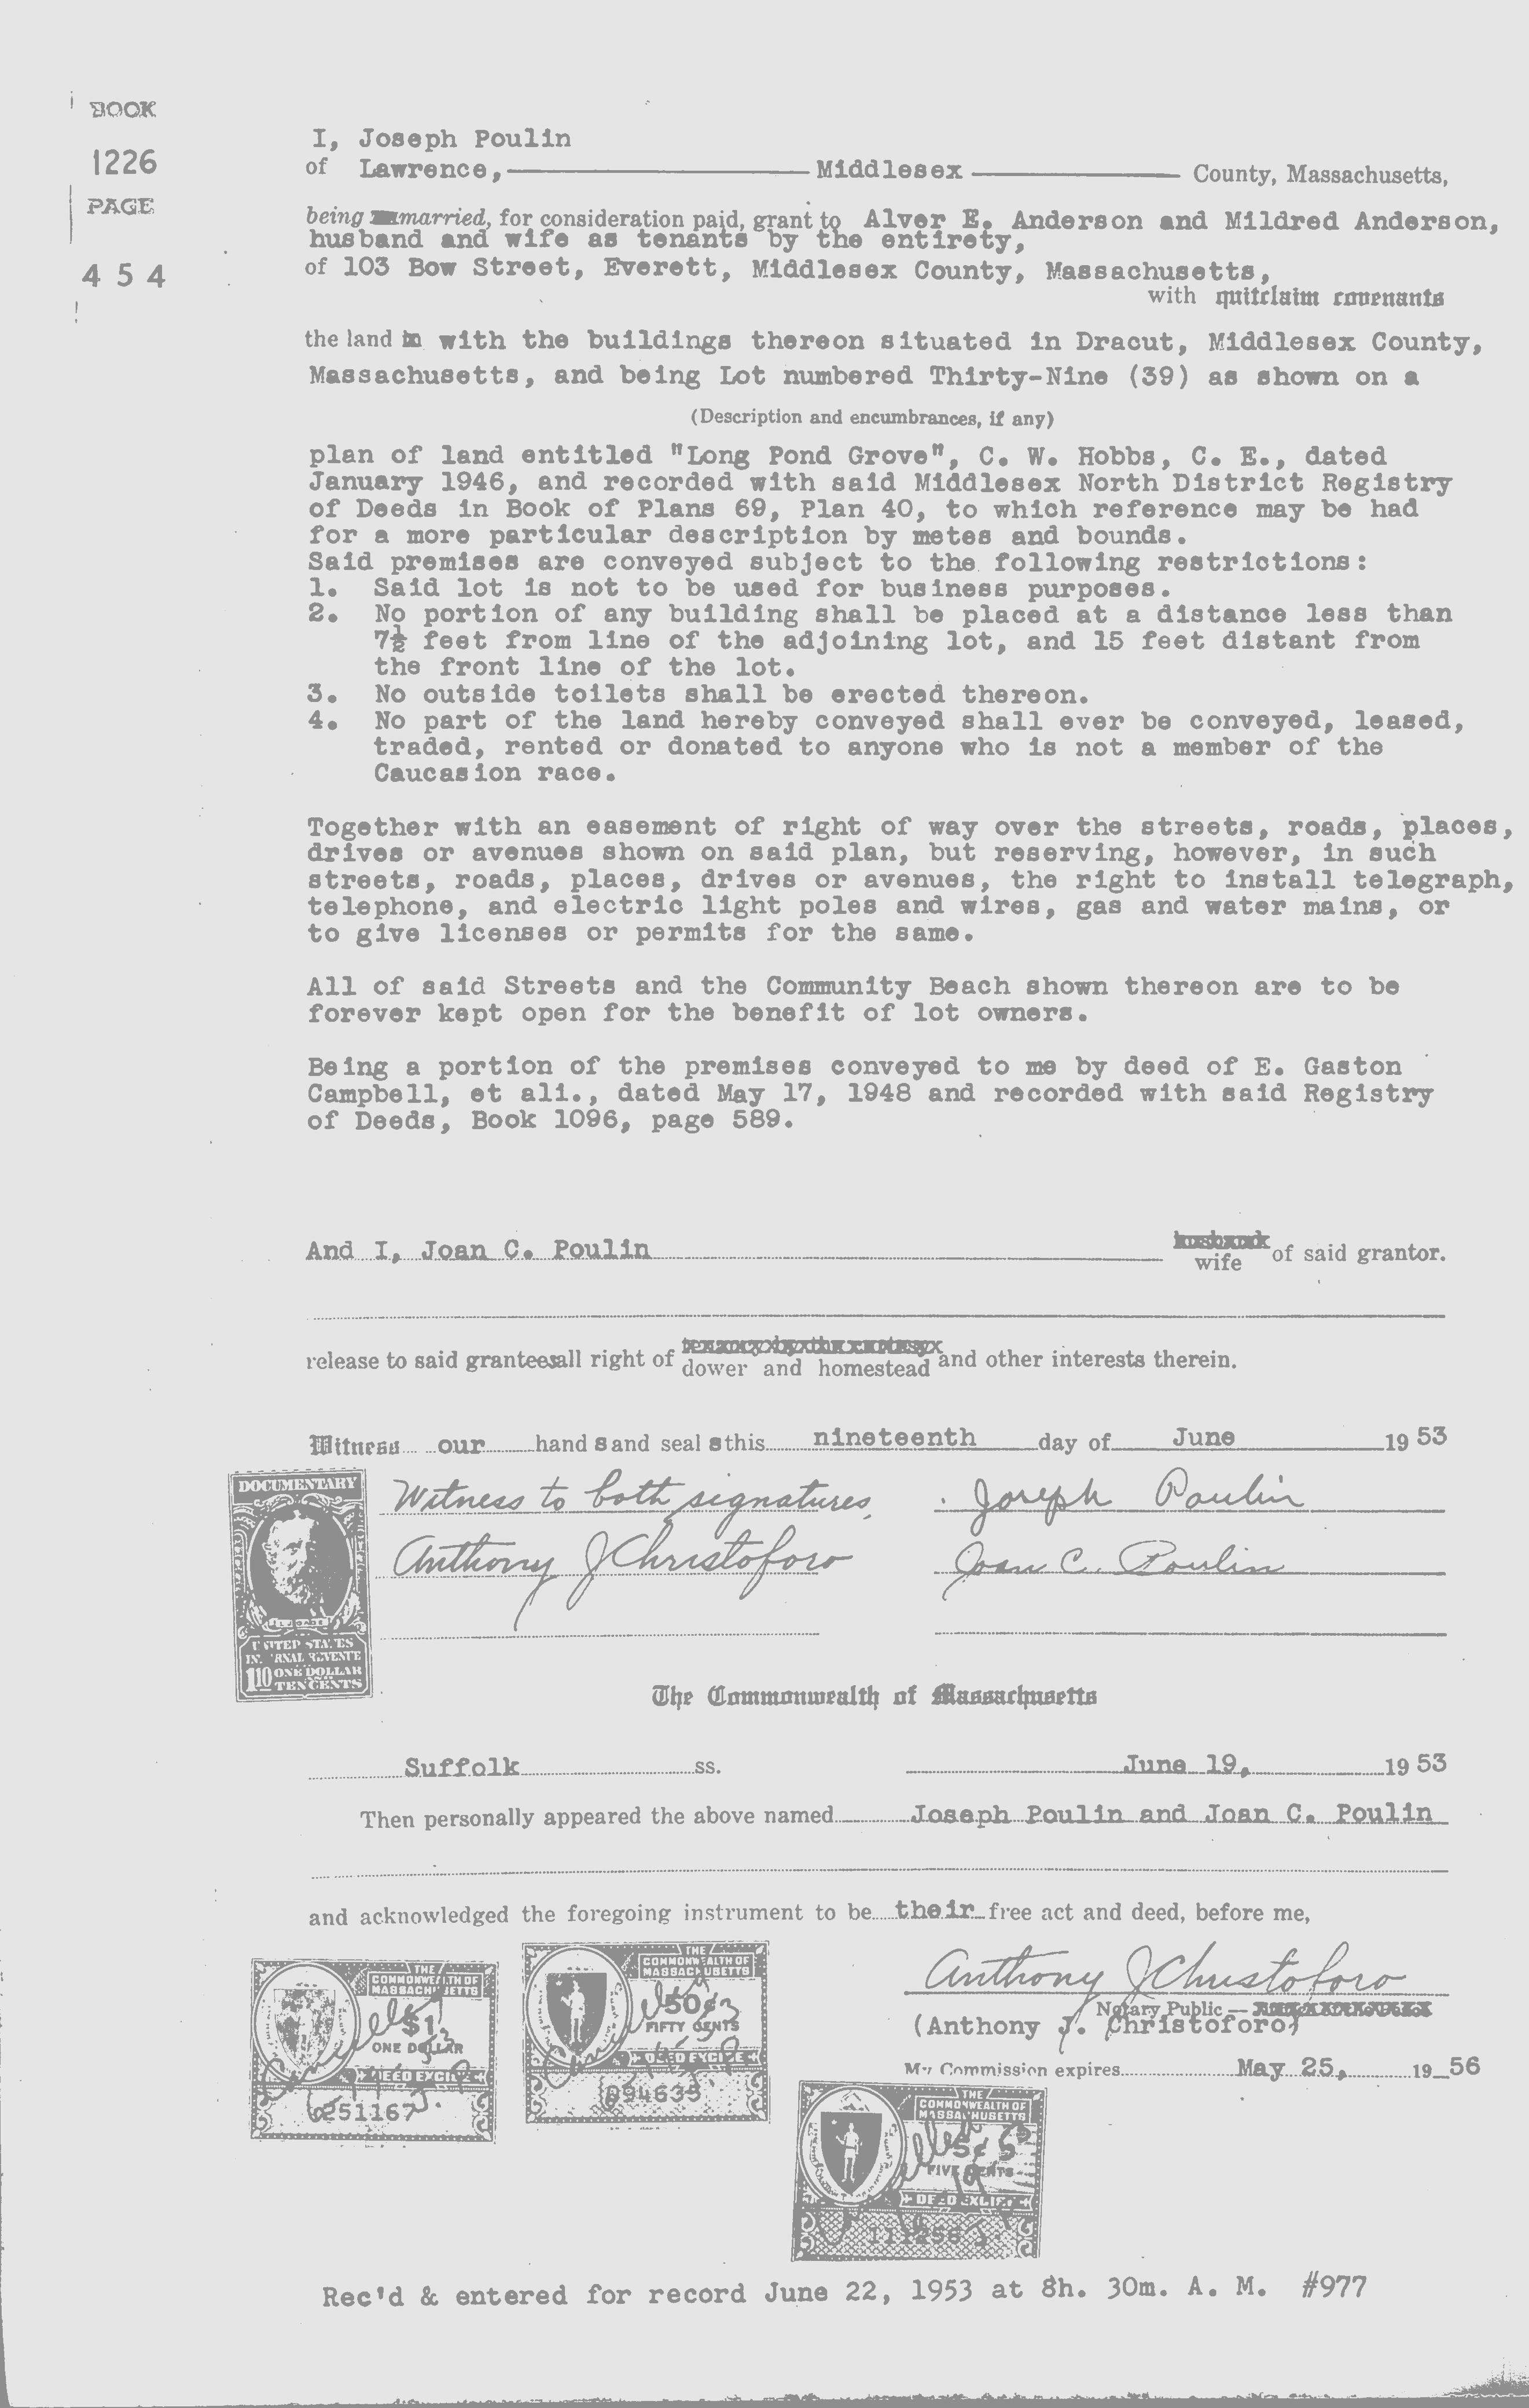 BOOK
1226
PAGE
454
I, Joseph Poulin
of Lawrence, Middlesex County, Massachusetts,
being married, for consideration paid, grant to Alver E. Anderson and Mildred Anderson,
husband and wife as tenants by the entirety,
of 103 Bow Street, Everett, Middlesex County, Massachusetts,
with quitclaim covenants
the land in with the buildings thereon situated in Dracut, Middlesex County,
Massachusetts, and being Lot numbered Thirty-Nine (39) as shown on a
(Description and encumbrances, if any)
plan of land entitled "Long Pond Grove", C. W. Hobbs, C. E., dated
January 1946, and recorded with said Middlesex North District Registry
of Deeds in Book of Plans 69, Plan 40, to which reference may be had
for a more particular description by metes and bounds.
Said premises are conveyed subject to the following restrictions:
1. Said lot is not to be used for business purposes.
2. No portion of any building shall be placed at a distance less than
7½ feet from line of the adjoining lot, and 15 feet distant from
the front line of the lot.
3. No outside toilets shall be erected thereon.
4. No part of the land hereby conveyed shall ever be conveyed, leased,
traded, rented or donated to anyone who is not a member of the
Caucasion race.
Together with an easement of right of way over the streets, roads, places,
drives or avenues shown on said plan, but reserving, however, in such
streets, roads, places, drives or avenues, the right to install telegraph,
telephone, and electric light poles and wires, gas and water mains, or
to give licenses or permits for the same.
All of said Streets and the Community Beach shown thereon are to be
forever kept open for the benefit of lot owners.
Being a portion of the premises conveyed to me by deed of E. Gaston
Campbell, et ali., dated May 17, 1948 and recorded with said Registry
of Deeds, Book 1096, page 589.
And I, Joan C. Poulin husband wife of said grantor.
release to said grantees all right of dower and homestead and other interests therein.
Witness our hand s and seal s this nineteenth day of June 1953
DOCUMENTARY
UNITED STATES
INTERNAL REVENUE
1 10 ONE DOLLAR
TEN CENTS
Witness to both signatures, Joseph Poulin
Anthony J Christoforo Joan C. Poulin
The Commonwealth of Massachusetts
Suffolk ss. June 19, 1953
Then personally appeared the above named Joseph Poulin and Joan C. Poulin
and acknowledged the foregoing instrument to be their free act and deed, before me,
Anthony J Christoforo
Notary Public —
(Anthony J. Christoforo)
My Commission expires May 25, 1956
THE
COMMONWEALTH OF
MASSACHUSETTS
$1
ONE DOLLAR
DEED EXCISE
251167
THE
COMMONWEALTH OF
MASSACHUSETTS
50¢
FIFTY CENTS
DEED EXCISE
094635
THE
COMMONWEALTH OF
MASSACHUSETTS
5¢
FIVE CENTS
DEED EXCISE
Rec'd & entered for record June 22, 1953 at 8h. 30m. A. M. #977